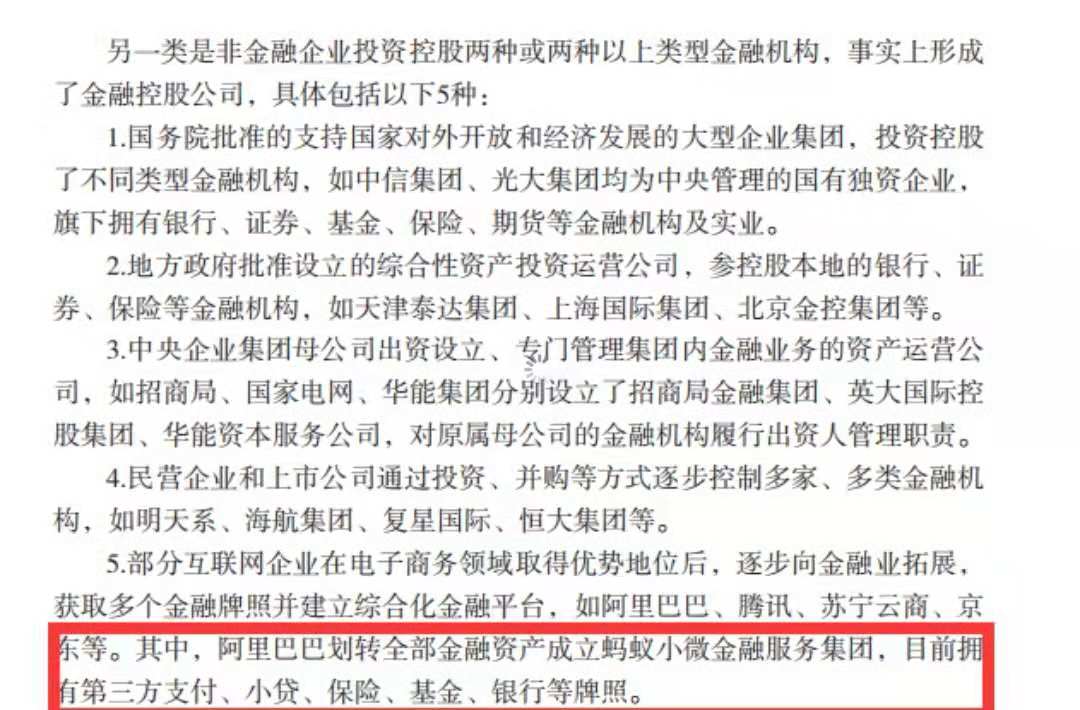 另一类是非金融企业投资控股两种或两种以上类型金融机构，事实上形成
了金融控股公司，具体包括以下5种：
1.国务院批准的支持国家对外开放和经济发展的大型企业集团，投资控股
了不同类型金融机构，如中信集团、光大集团均为中央管理的国有独资企业，
旗下拥有银行、证券、基金、保险、期货等金融机构及实业。
2.地方政府批准设立的综合性资产投资运营公司，参控股本地的银行、证
券、保险等金融机构，如天津泰达集团、上海国际集团、北京金控集团等。
3.中央企业集团母公司出资设立、专门管理集团内金融业务的资产运营公
司，如招商局、国家电网、华能集团分别设立了招商局金融集团、英大国际控
股集团、华能资本服务公司，对原属母公司的金融机构履行出资人管理职责。
4.民营企业和上市公司通过投资、并购等方式逐步控制多家、多类金融机
构，如明天系、海航集团、复星国际、恒大集团等。
5.部分互联网企业在电子商务领域取得优势地位后，逐步向金融业拓展，
获取多个金融牌照并建立综合化金融平台，如阿里巴巴、腾讯、苏宁云商、京
东等。其中，阿里巴巴划转全部金融资产成立蚂蚁小微金融服务集团，目前拥
有第三方支付、小贷、保险、基金、银行等牌照。